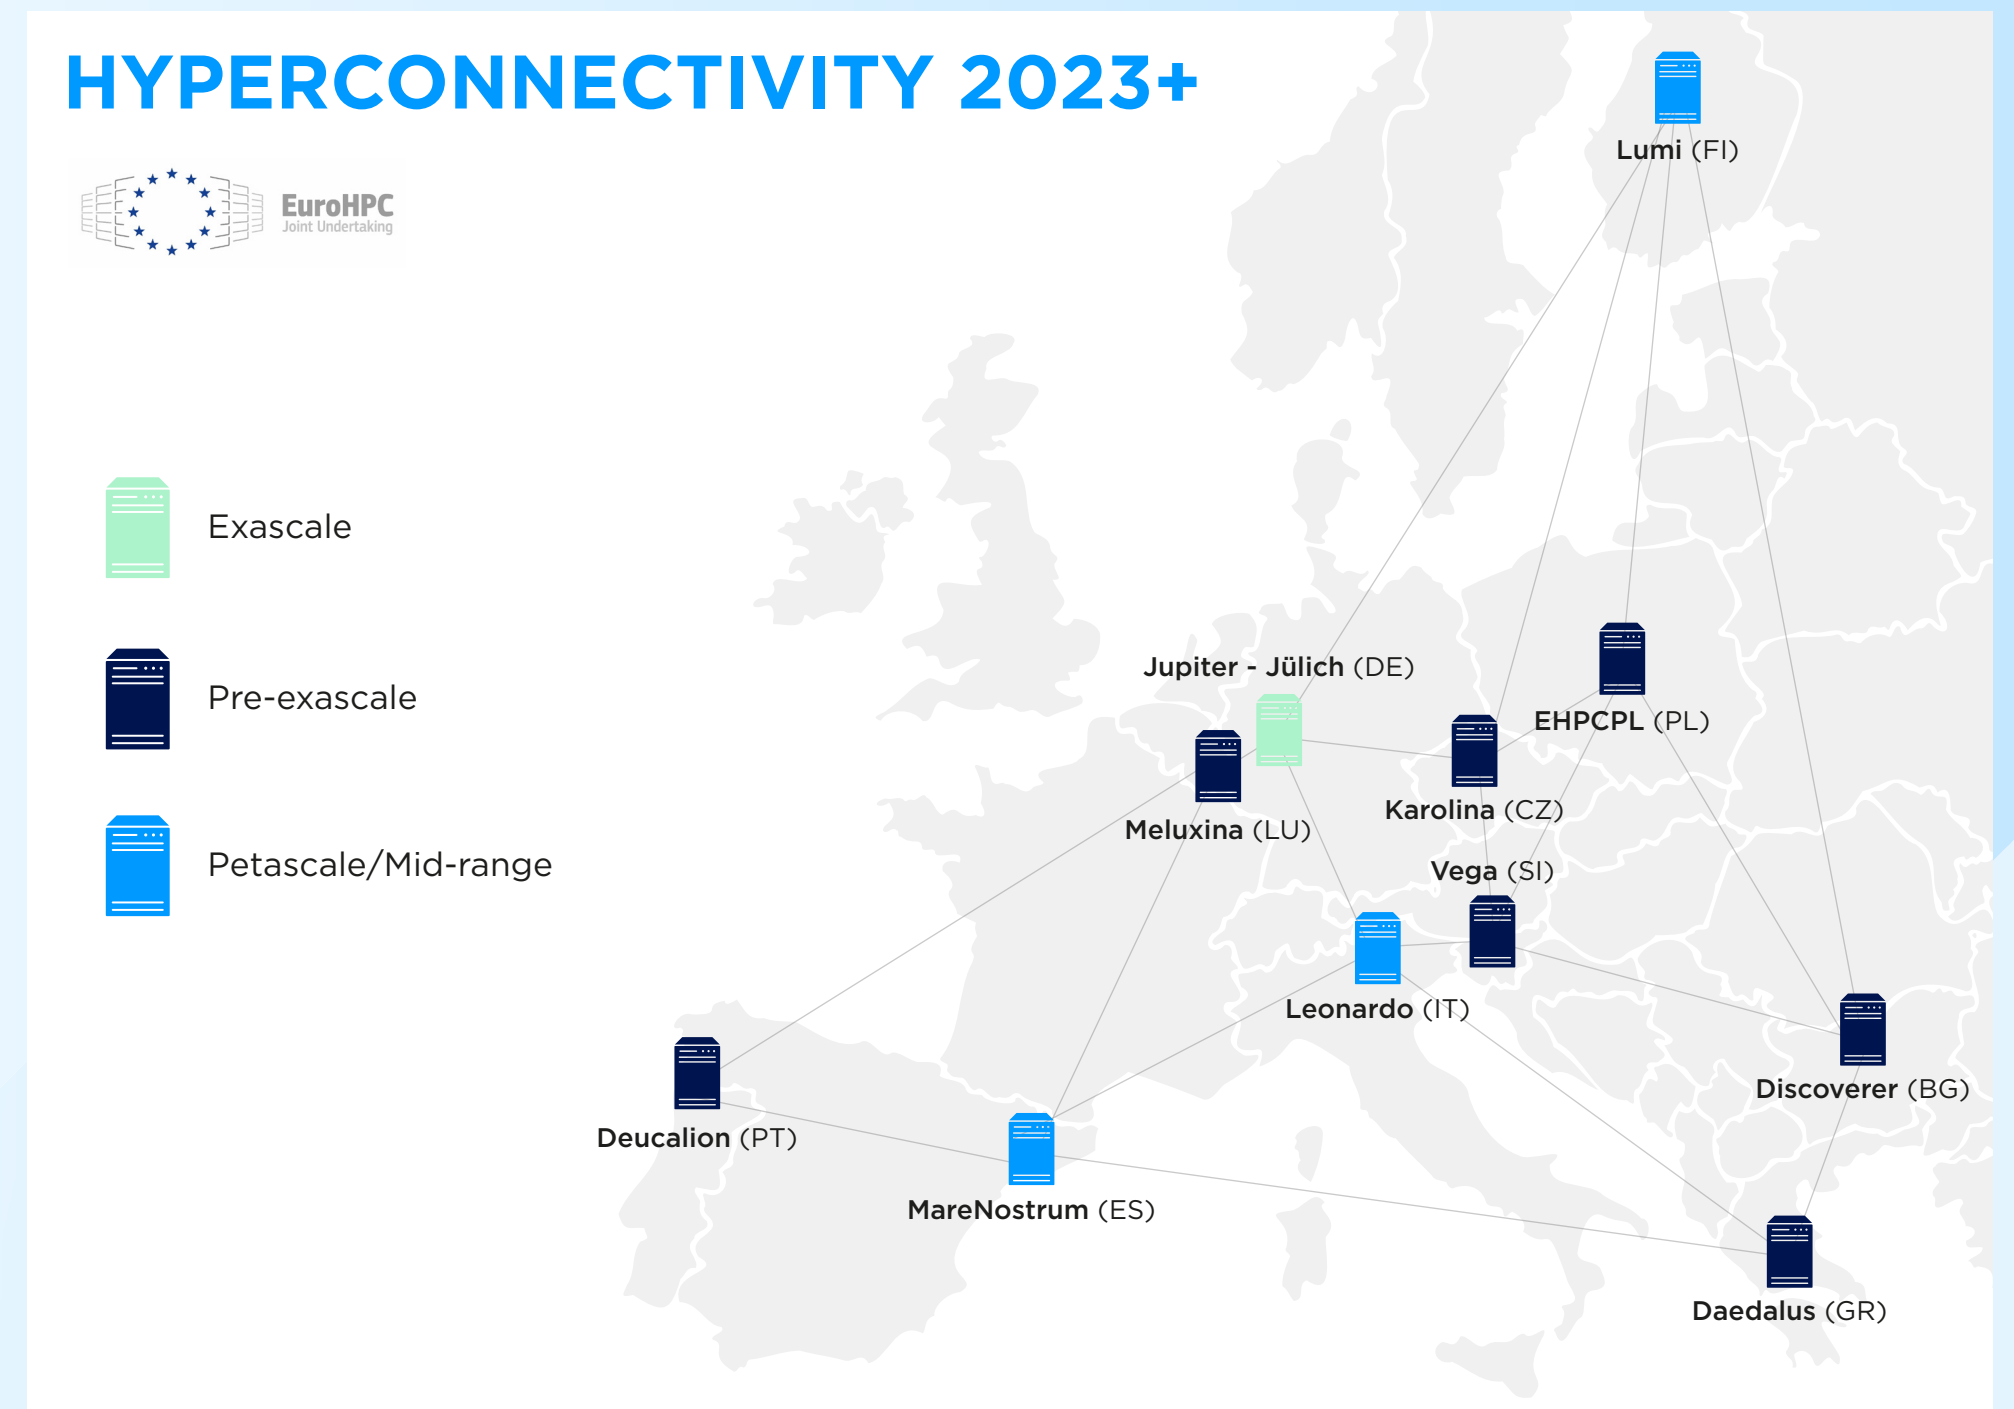 HYPERCONNECTIVITY 2023+
EuroHPC
Joint Undertaking
Exascale
Pre-exascale
Petascale/Mid-range
Lumi (FI)
Jupiter - Jülich (DE)
EHPCPL (PL)
Karolina (CZ)
Meluxina (LU)
Vega (SI)
Leonardo (IT)
Discoverer (BG)
Deucalion (PT)
MareNostrum (ES)
Daedalus (GR)